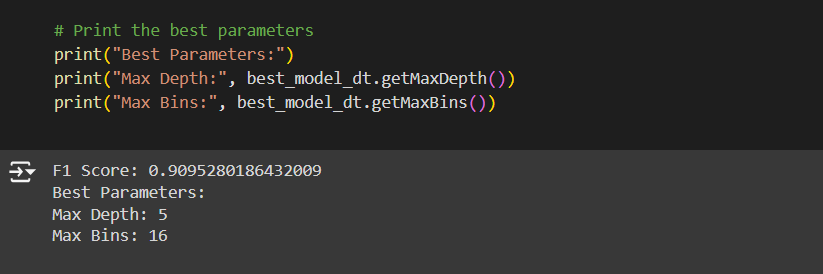 # Print the best parameters
print("Best Parameters:")
print("Max Depth:", best_model_dt.getMaxDepth())
print("Max Bins:", best_model_dt.getMaxBins())
F1 Score: 0.9095280186432009
Best Parameters:
Max Depth: 5
Max Bins: 16